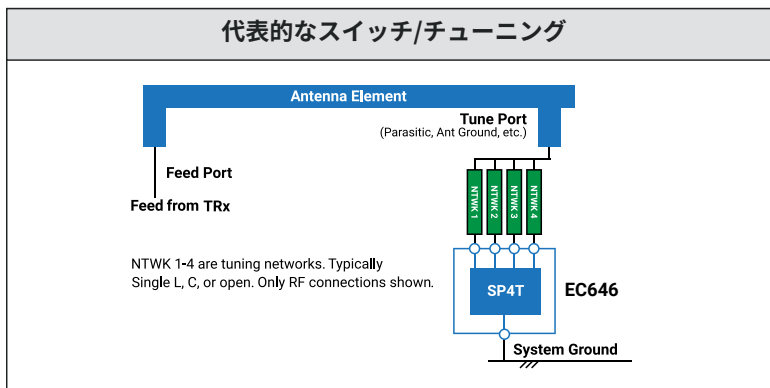 代表的なスイッチ/チューニング
Antenna Element
Tune Port
(Parasitic, Ant Ground, etc.)
Feed Port
Feed from TRx
NTWK 1
NTWK 2
NTWK 3
NTWK 4
NTWK 1-4 are tuning networks. Typically
Single L, C, or open. Only RF connections shown.
SP4T
EC646
System Ground